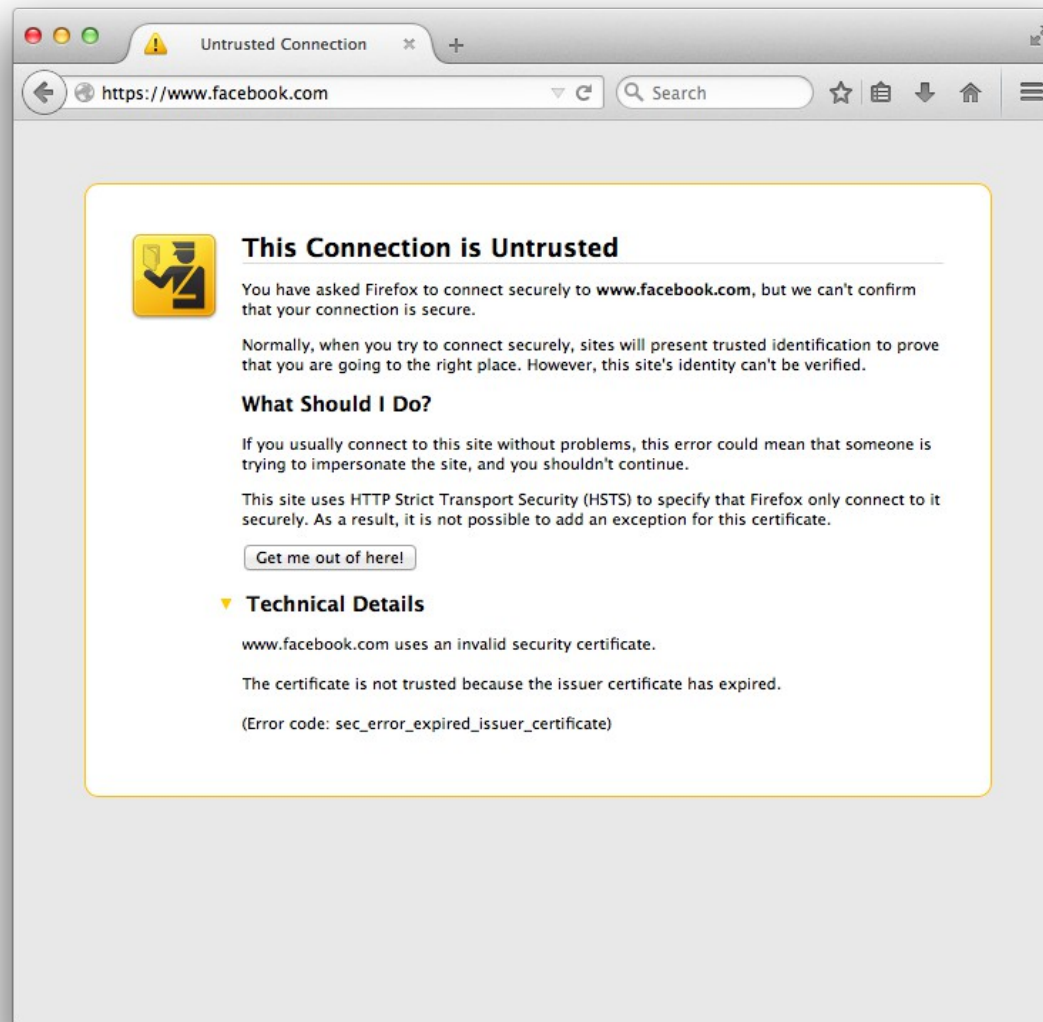 Untrusted Connection
https://www.facebook.com
Search
This Connection is Untrusted
You have asked Firefox to connect securely to www.facebook.com, but we can't confirm
that your connection is secure.
Normally, when you try to connect securely, sites will present trusted identification to prove
that you are going to the right place. However, this site's identity can't be verified.
What Should I Do?
If you usually connect to this site without problems, this error could mean that someone is
trying to impersonate the site, and you shouldn't continue.
This site uses HTTP Strict Transport Security (HSTS) to specify that Firefox only connect to it
securely. As a result, it is not possible to add an exception for this certificate.
Get me out of here!
Technical Details
www.facebook.com uses an invalid security certificate.
The certificate is not trusted because the issuer certificate has expired.
(Error code: sec_error_expired_issuer_certificate)